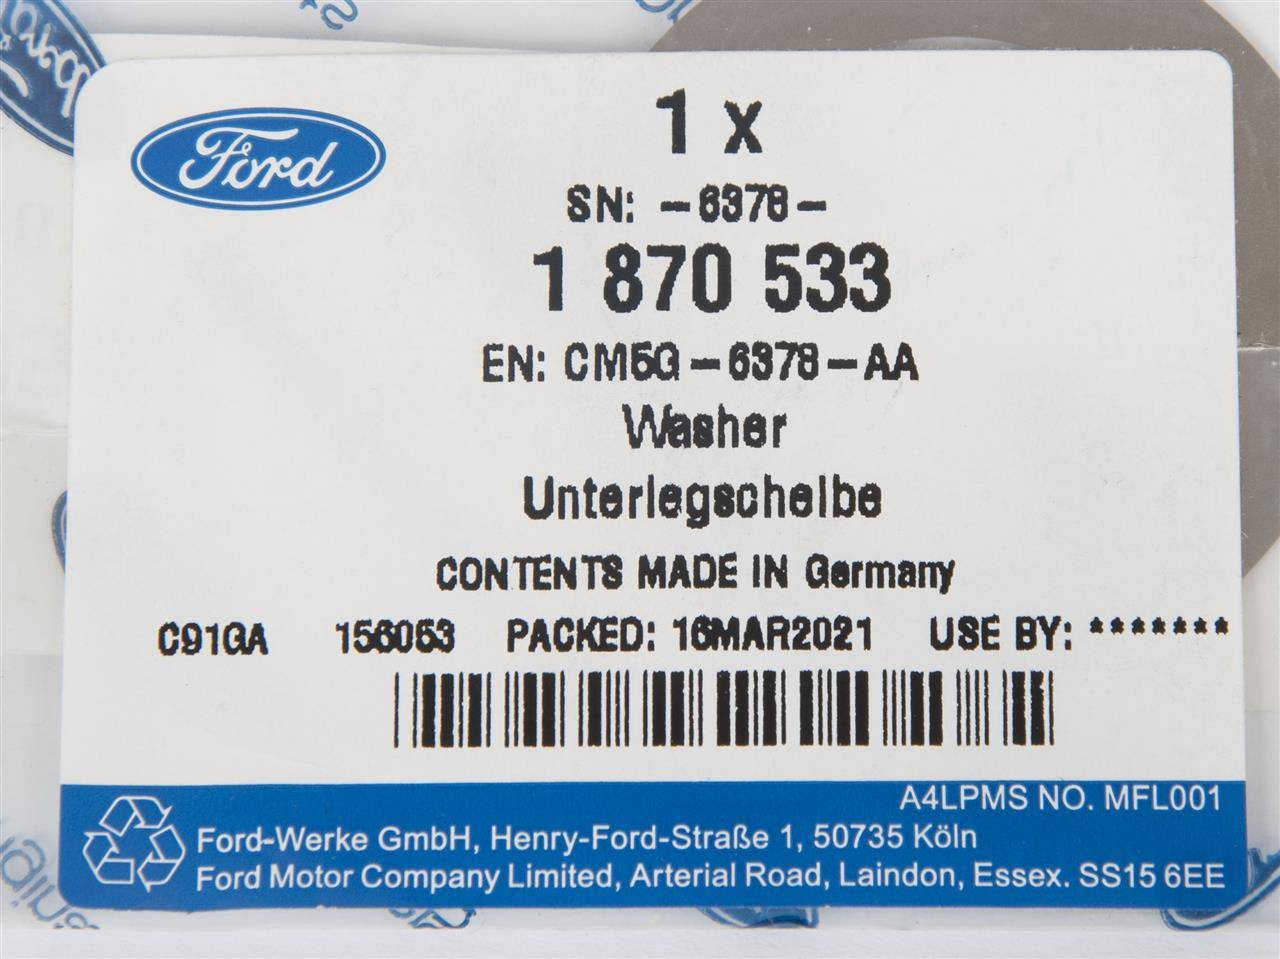 Ford
1 x
SN: -6378-
1 870 533
EN: CM5G-6378-AA
Washer
Unterlegscheibe
CONTENTS MADE IN Germany
C91GA 156053 PACKED: 16MAR2021 USE BY: *******
A4LPMS NO. MFL001
Ford-Werke GmbH, Henry-Ford-Straße 1, 50735 Köln
Ford Motor Company Limited, Arterial Road, Laindon, Essex. SS15 6EE